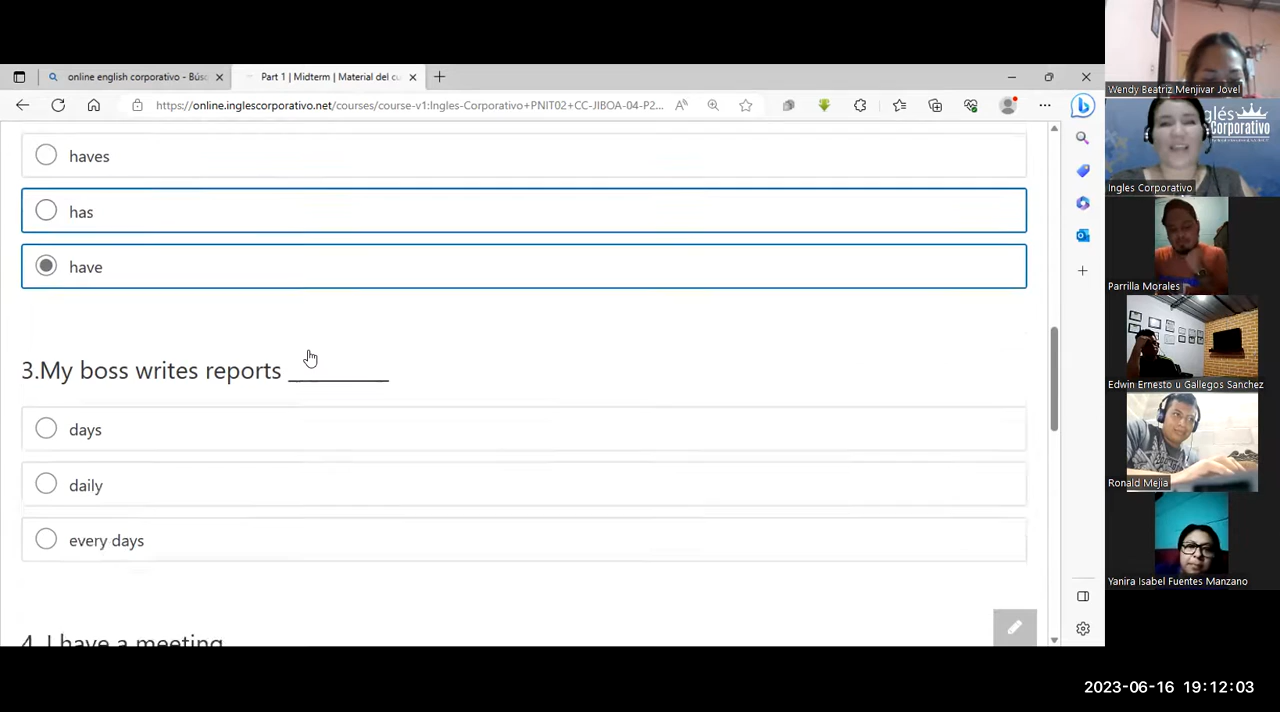 online english corporativo - Bús
Part 1 | Midterm | Material del cu
https://online.inglescorporativo.net/courses/course-v1:Ingles-Corporativo+PNIT02+CC-JIBOA-04-P2...
haves
has
have
3.My boss writes reports __________
days
daily
every days
4. I have a meeting
Wendy Beatriz Menjivar Jovel
glés
Corporativo
Ingles Corporativo
Parrilla Morales
Edwin Ernesto u Gallegos Sanchez
Ronald Mejia
Yanira Isabel Fuentes Manzano
2023-06-16 19:12:03